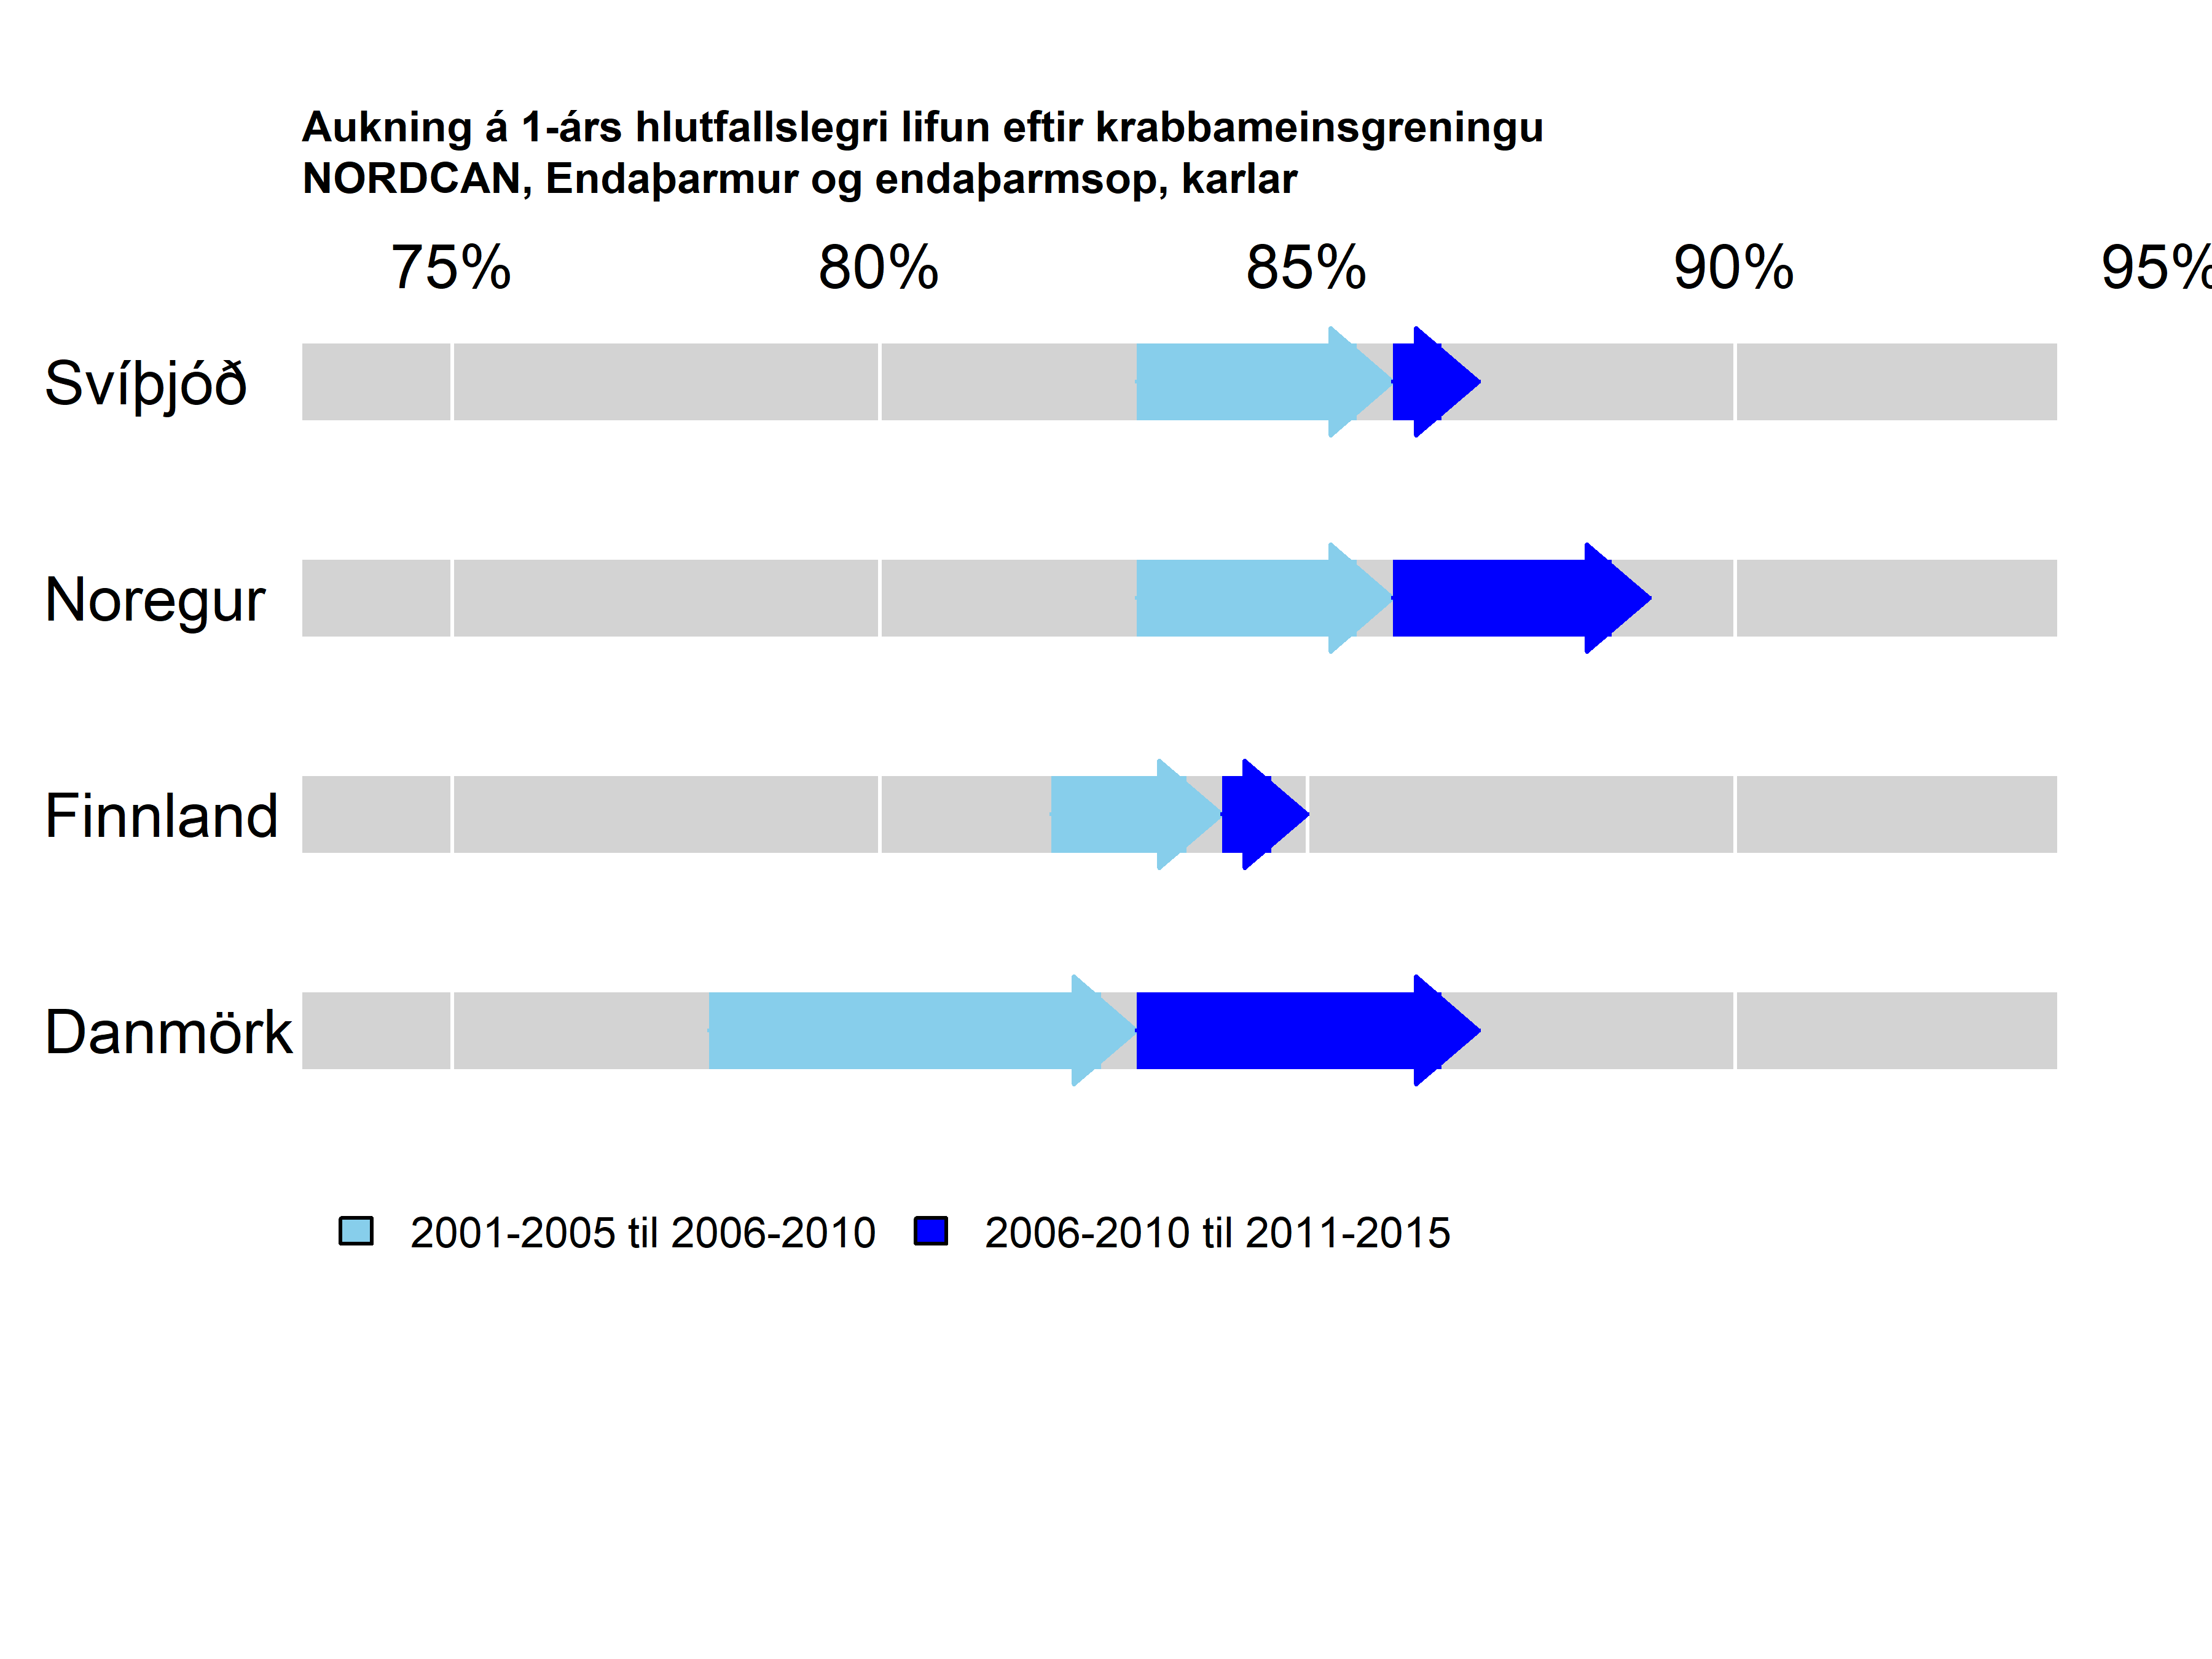 Aukning á 1-árs hlutfallslegri lifun eftir krabbameinsgreningu
NORDCAN, Endaþarmur og endaþarmsop, karlar
75% 80% 85% 90% 95%
Svíþjóð
Noregur
Finnland
Danmörk
2001-2005 til 2006-2010 2006-2010 til 2011-2015